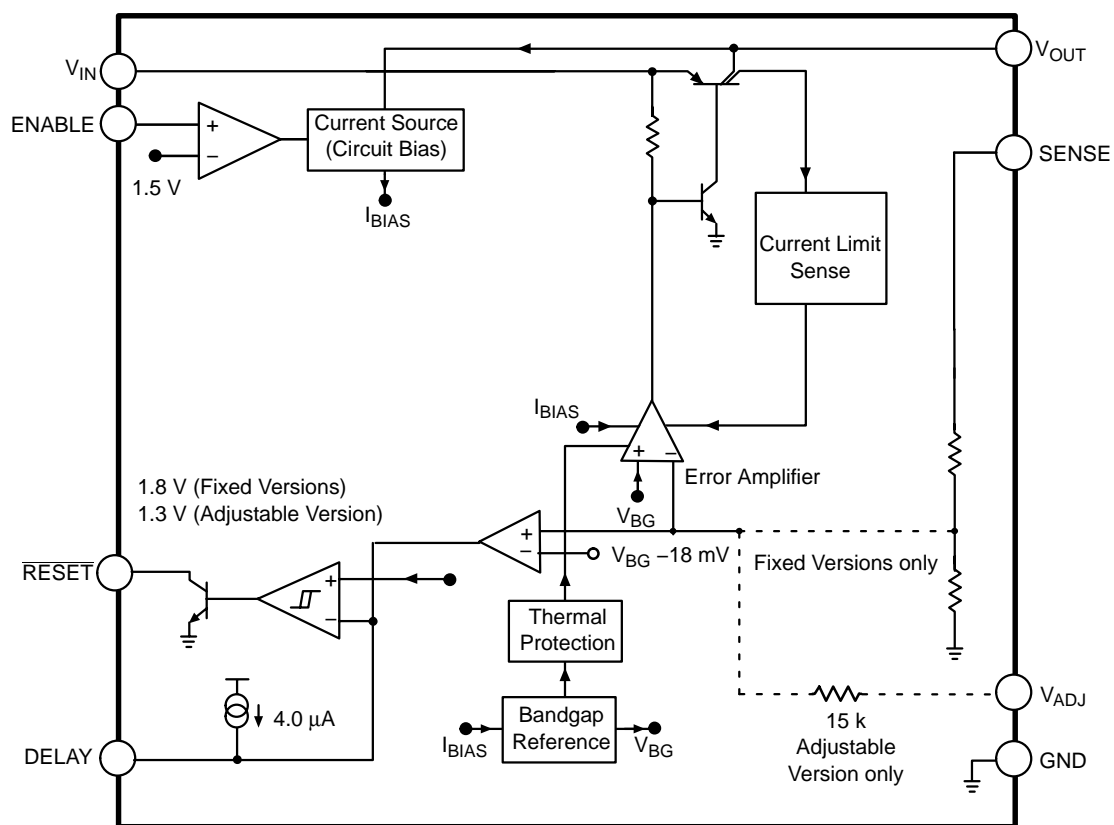 V_IN
V_OUT
ENABLE
+
−
1.5 V
Current Source
(Circuit Bias)
I_BIAS
SENSE
Current Limit
Sense
I_BIAS
+ −
Error Amplifier
V_BG
1.8 V (Fixed Versions)
1.3 V (Adjustable Version)
+
−
V_BG −18 mV
Fixed Versions only
RESET
+
−
Thermal
Protection
4.0 μA
I_BIAS
Bandgap
Reference
V_BG
15 k
Adjustable
Version only
V_ADJ
DELAY
GND